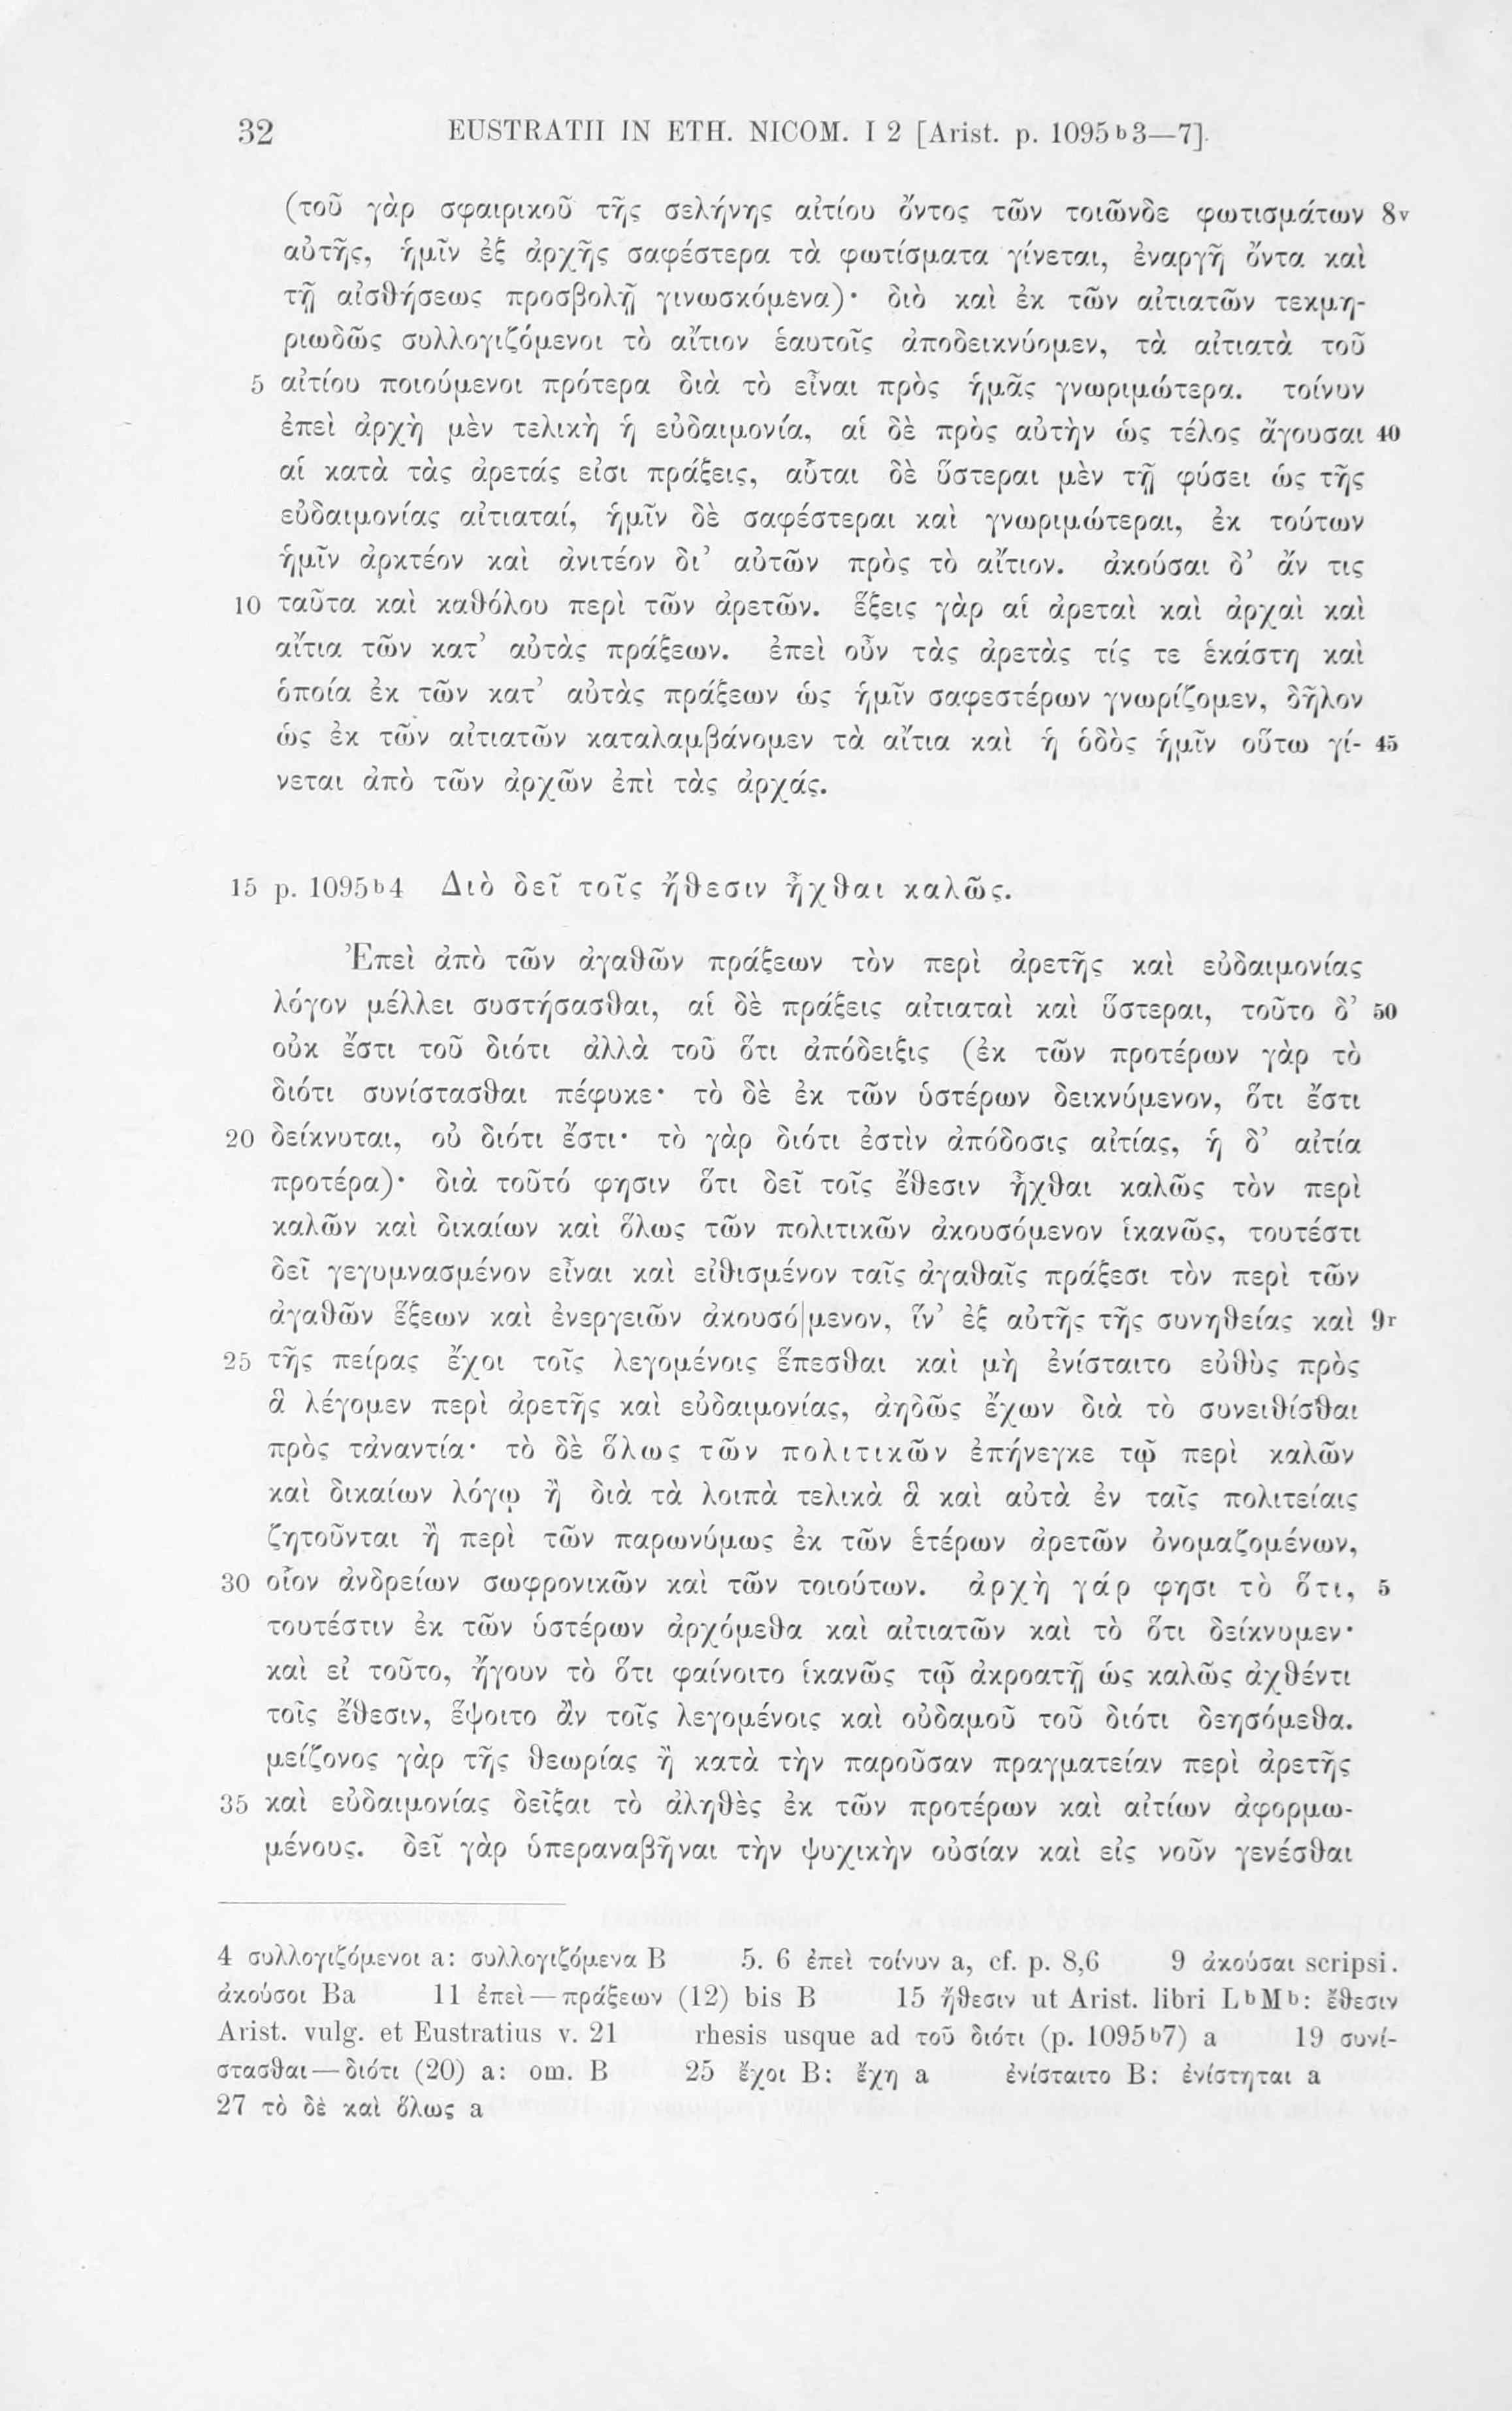 32 EUSTRATII IN ETH. NICOM. I 2 [Arist. p. 1095b3—7].
(τοῦ γὰρ σφαιρικοῦ τῆς σελήνης αἰτίου ὄντος τῶν τοιῶνδε φωτισμάτων 8v
αὐτῆς, ἡμῖν ἐξ ἀρχῆς σαφέστερα τὰ φωτίσματα γίνεται, ἐναργῆ ὄντα καὶ
τῇ αἰσθήσεως προσβολῇ γινωσκόμενα)· διὸ καὶ ἐκ τῶν αἰτιατῶν τεκμη-
ριωδῶς συλλογιζόμενοι τὸ αἴτιον ἑαυτοῖς ἀποδεικνύομεν, τὰ αἰτιατὰ τοῦ
5 αἰτίου ποιούμενοι πρότερα διὰ τὸ εἶναι πρὸς ἡμᾶς γνωριμώτερα. τοίνυν
ἐπεὶ ἀρχὴ μὲν τελικὴ ἡ εὐδαιμονία, αἱ δὲ πρὸς αὐτὴν ὡς τέλος ἄγουσαι 40
αἱ κατὰ τὰς ἀρετάς εἰσι πράξεις, αὗται δὲ ὕστεραι μὲν τῇ φύσει ὡς τῆς
εὐδαιμονίας αἰτιαταί, ἡμῖν δὲ σαφέστεραι καὶ γνωριμώτεραι, ἐκ τούτων
ἡμῖν ἀρκτέον καὶ ἀνιτέον δι’ αὐτῶν πρὸς τὸ αἴτιον. ἀκούσαι δ’ ἄν τις
10 ταῦτα καὶ καθόλου περὶ τῶν ἀρετῶν. ἕξεις γὰρ αἱ ἀρεταὶ καὶ ἀρχαὶ καὶ
αἴτια τῶν κατ’ αὐτὰς πράξεων. ἐπεὶ οὖν τὰς ἀρετὰς τίς τε ἑκάστη καὶ
ὁποία ἐκ τῶν κατ’ αὐτὰς πράξεων ὡς ἡμῖν σαφεστέρων γνωρίζομεν, δῆλον
ὡς ἐκ τῶν αἰτιατῶν καταλαμβάνομεν τὰ αἴτια καὶ ἡ ὁδὸς ἡμῖν οὕτω γί- 45
νεται ἀπὸ τῶν ἀρχῶν ἐπὶ τὰς ἀρχάς.
15 p. 1095b4 Διὸ δεῖ τοῖς ἤθεσιν ἦχθαι καλῶς.
Ἐπεὶ ἀπὸ τῶν ἀγαθῶν πράξεων τὸν περὶ ἀρετῆς καὶ εὐδαιμονίας
λόγον μέλλει συστήσασθαι, αἱ δὲ πράξεις αἰτιαταὶ καὶ ὕστεραι, τοῦτο δ’ 50
οὐκ ἔστι τοῦ διότι ἀλλὰ τοῦ ὅτι ἀπόδειξις (ἐκ τῶν προτέρων γὰρ τὸ
διότι συνίστασθαι πέφυκε· τὸ δὲ ἐκ τῶν ὑστέρων δεικνύμενον, ὅτι ἔστι
20 δείκνυται, οὐ διότι ἔστι· τὸ γὰρ διότι ἐστὶν ἀπόδοσις αἰτίας, ἡ δ’ αἰτία
προτέρα)· διὰ τοῦτό φησιν ὅτι δεῖ τοῖς ἔθεσιν ἦχθαι καλῶς τὸν περὶ
καλῶν καὶ δικαίων καὶ ὅλως τῶν πολιτικῶν ἀκουσόμενον ἱκανῶς, τουτέστι
δεῖ γεγυμνασμένον εἶναι καὶ εἰθισμένον ταῖς ἀγαθαῖς πράξεσι τὸν περὶ τῶν
ἀγαθῶν ἕξεων καὶ ἐνεργειῶν ἀκουσό|μενον, ἵν’ ἐξ αὐτῆς τῆς συνηθείας καὶ 9r
25 τῆς πείρας ἔχοι τοῖς λεγομένοις ἕπεσθαι καὶ μὴ ἐνίσταιτο εὐθὺς πρὸς
ἃ λέγομεν περὶ ἀρετῆς καὶ εὐδαιμονίας, ἀηδῶς ἔχων διὰ τὸ συνειθίσθαι
πρὸς τἀναντία· τὸ δὲ ὅλως τῶν πολιτικῶν ἐπήνεγκε τῷ περὶ καλῶν
καὶ δικαίων λόγῳ ἢ διὰ τὰ λοιπὰ τελικὰ ἃ καὶ αὐτὰ ἐν ταῖς πολιτείαις
ζητοῦνται ἢ περὶ τῶν παρωνύμως ἐκ τῶν ἑτέρων ἀρετῶν ὀνομαζομένων,
30 οἷον ἀνδρείων σωφρονικῶν καὶ τῶν τοιούτων. ἀρχὴ γάρ φησι τὸ ὅτι, 5
τουτέστιν ἐκ τῶν ὑστέρων ἀρχόμεθα καὶ αἰτιατῶν καὶ τὸ ὅτι δείκνυμεν·
καὶ εἰ τοῦτο, ἤγουν τὸ ὅτι φαίνοιτο ἱκανῶς τῷ ἀκροατῇ ὡς καλῶς ἀχθέντι
τοῖς ἔθεσιν, ἕψοιτο ἂν τοῖς λεγομένοις καὶ οὐδαμοῦ τοῦ διότι δεησόμεθα.
μείζονος γὰρ τῆς θεωρίας ἢ κατὰ τὴν παροῦσαν πραγματείαν περὶ ἀρετῆς
35 καὶ εὐδαιμονίας δεῖξαι τὸ ἀληθὲς ἐκ τῶν προτέρων καὶ αἰτίων ἀφορμω-
μένους. δεῖ γὰρ ὑπεραναβῆναι τὴν ψυχικὴν οὐσίαν καὶ εἰς νοῦν γενέσθαι
4 συλλογιζόμενοι a: συλλογιζόμενα B 5. 6 ἐπεὶ τοίνυν a, cf. p. 8,6 9 ἀκούσαι scripsi.
ἀκούσοι Ba 11 ἐπεὶ—πράξεων (12) bis B 15 ἤθεσιν ut Arist. libri LbMb: ἔθεσιν
Arist. vulg. et Eustratius v. 21 rhesis usque ad τοῦ διότι (p. 1095b7) a 19 συνί-
στασθαι—διότι (20) a: om. B 25 ἔχοι B: ἔχῃ a ἐνίσταιτο B: ἐνίστηται a
27 τὸ δὲ καὶ ὅλως a